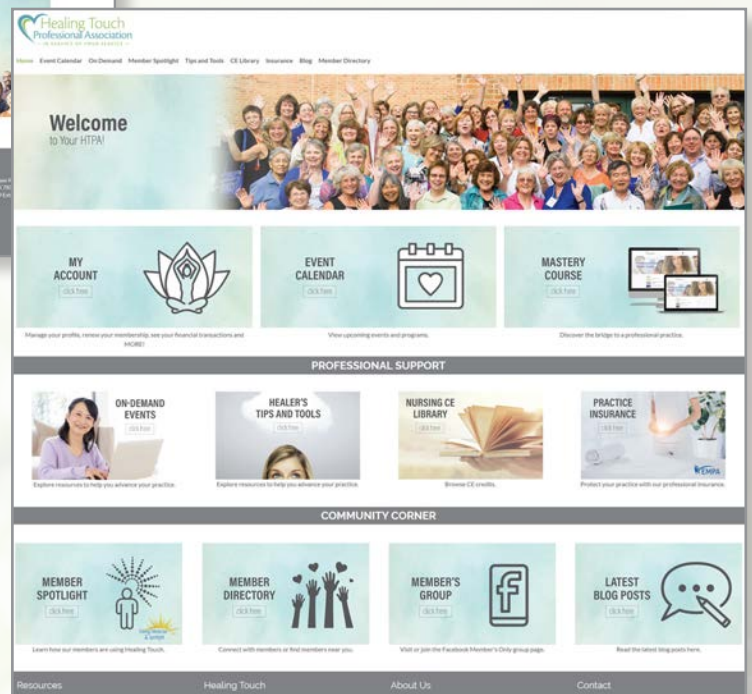 Healing Touch
Professional Association
Home Event Calendar On Demand Member Spotlight Tips and Tools CE Library Insurance Blog Member Directory
Welcome
to Your HTPA!
MY
ACCOUNT
click here
Manage your profile, renew your membership, see your financial transactions and
MORE!
EVENT
CALENDAR
click here
View upcoming events and programs.
MASTERY
COURSE
click here
Discover the bridge to a professional practice.
PROFESSIONAL SUPPORT
ON-DEMAND
EVENTS
click here
Explore resources to help you advance your practice.
HEALER'S
TIPS AND TOOLS
click here
Explore resources to help you advance your practice.
NURSING CE
LIBRARY
click here
Browse CE credits.
PRACTICE
INSURANCE
click here
EMPA
Protect your practice with our professional insurance.
COMMUNITY CORNER
MEMBER
SPOTLIGHT
click here
Learn how our members are using Healing Touch.
MEMBER
DIRECTORY
click here
Connect with members or find members near you.
MEMBER'S
GROUP
click here
f
Visit or join the Facebook Member's Only group page.
LATEST
BLOG POSTS
click here
Read the latest blog posts here.
Resources Healing Touch About Us Contact